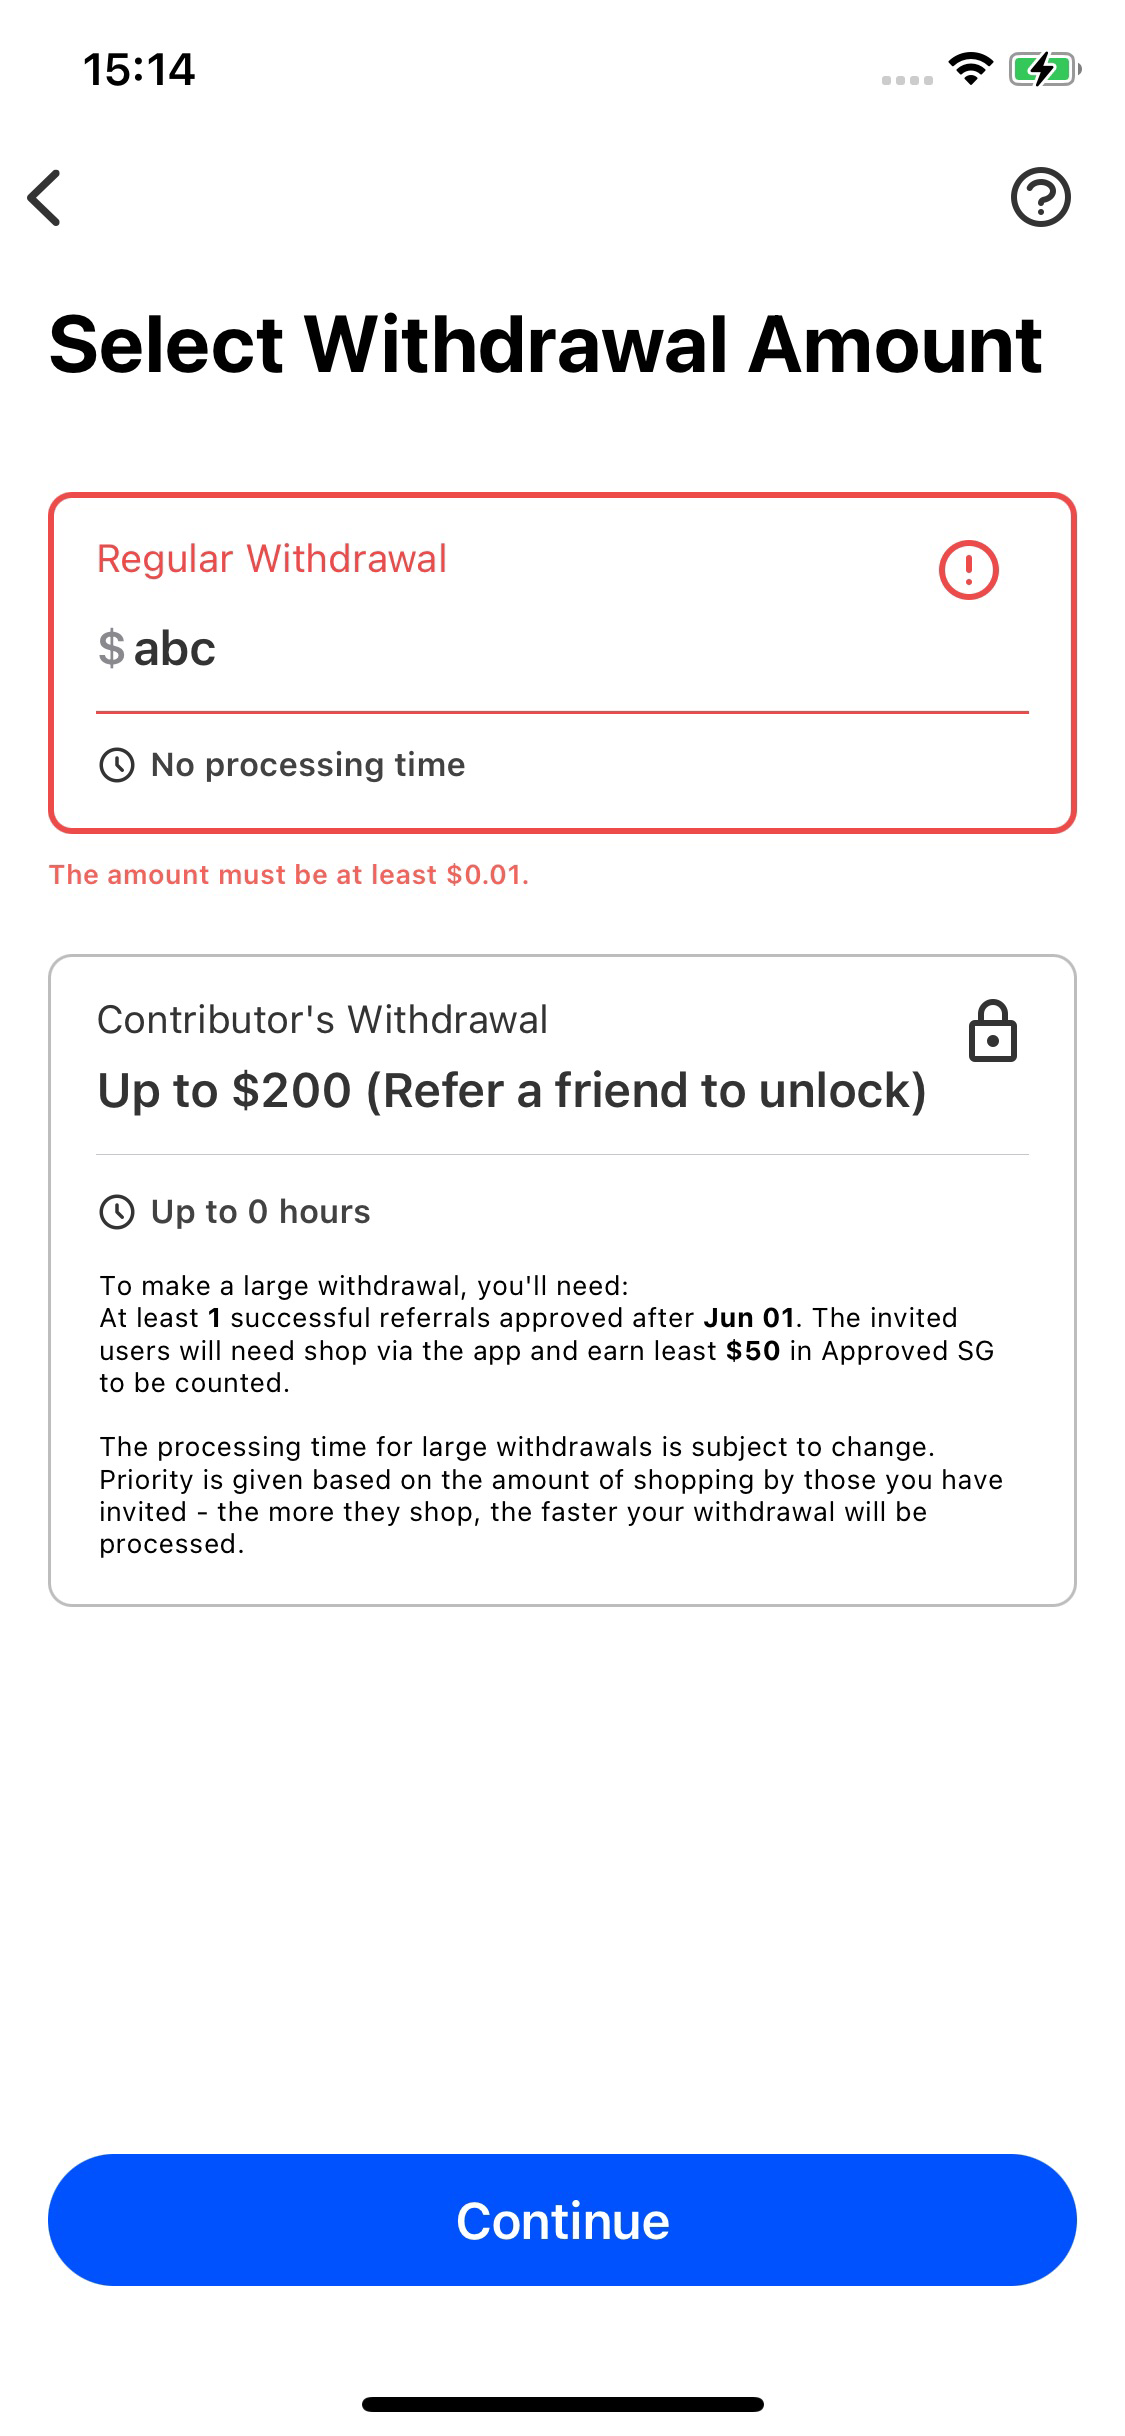 15:14
Select Withdrawal Amount
Regular Withdrawal
$ abc
No processing time
The amount must be at least $0.01.
Contributor's Withdrawal
Up to $200 (Refer a friend to unlock)
Up to 0 hours
To make a large withdrawal, you'll need:
At least 1 successful referrals approved after Jun 01. The invited
users will need shop via the app and earn least $50 in Approved SG
to be counted.
The processing time for large withdrawals is subject to change.
Priority is given based on the amount of shopping by those you have
invited - the more they shop, the faster your withdrawal will be
processed.
Continue